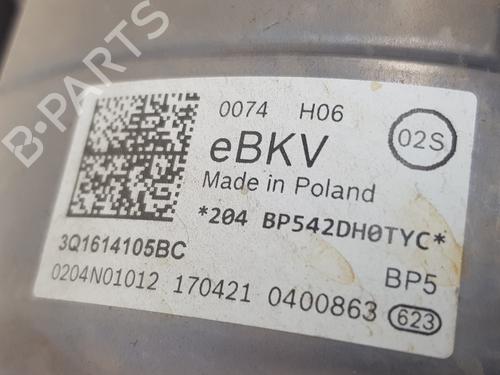 0074 H06
eBKV
02S
Made in Poland
*204 BP542DH0TYC*
3Q1614105BC
BP5
0204N01012 170421 0400863 623
B-PARTS